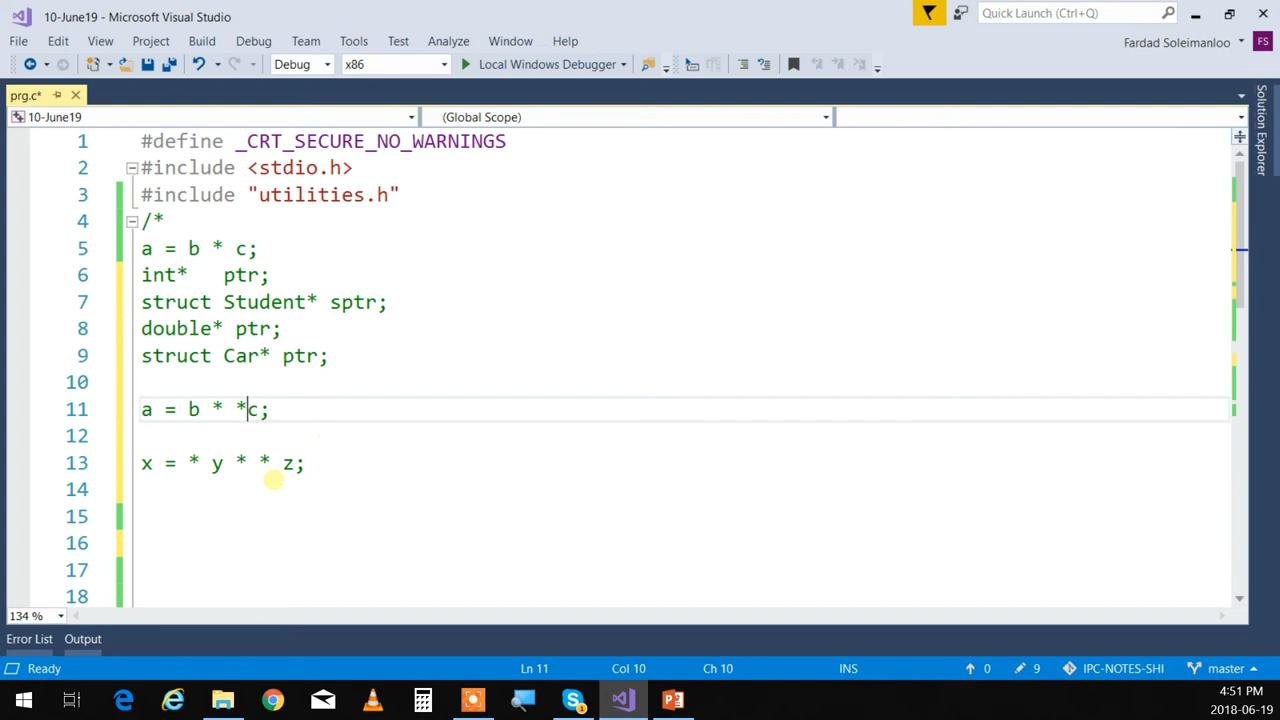 10-June19 - Microsoft Visual Studio
Quick Launch (Ctrl+Q)
File Edit View Project Build Debug Team Tools Test Analyze Window Help
Fardad Soleimanloo FS
Debug x86 Local Windows Debugger
prg.c*
10-June19 (Global Scope)
1 #define _CRT_SECURE_NO_WARNINGS
2 #include <stdio.h>
3 #include "utilities.h"
4 /*
5 a = b * c;
6 int*   ptr;
7 struct Student* sptr;
8 double* ptr;
9 struct Car* ptr;
10
11 a = b * *c;
12
13 x = * y * * z;
14
15
16
17
18
Solution Explorer
134 %
Error List Output
Ready Ln 11 Col 10 Ch 10 INS 0 9 IPC-NOTES-SHI master
4:51 PM
2018-06-19